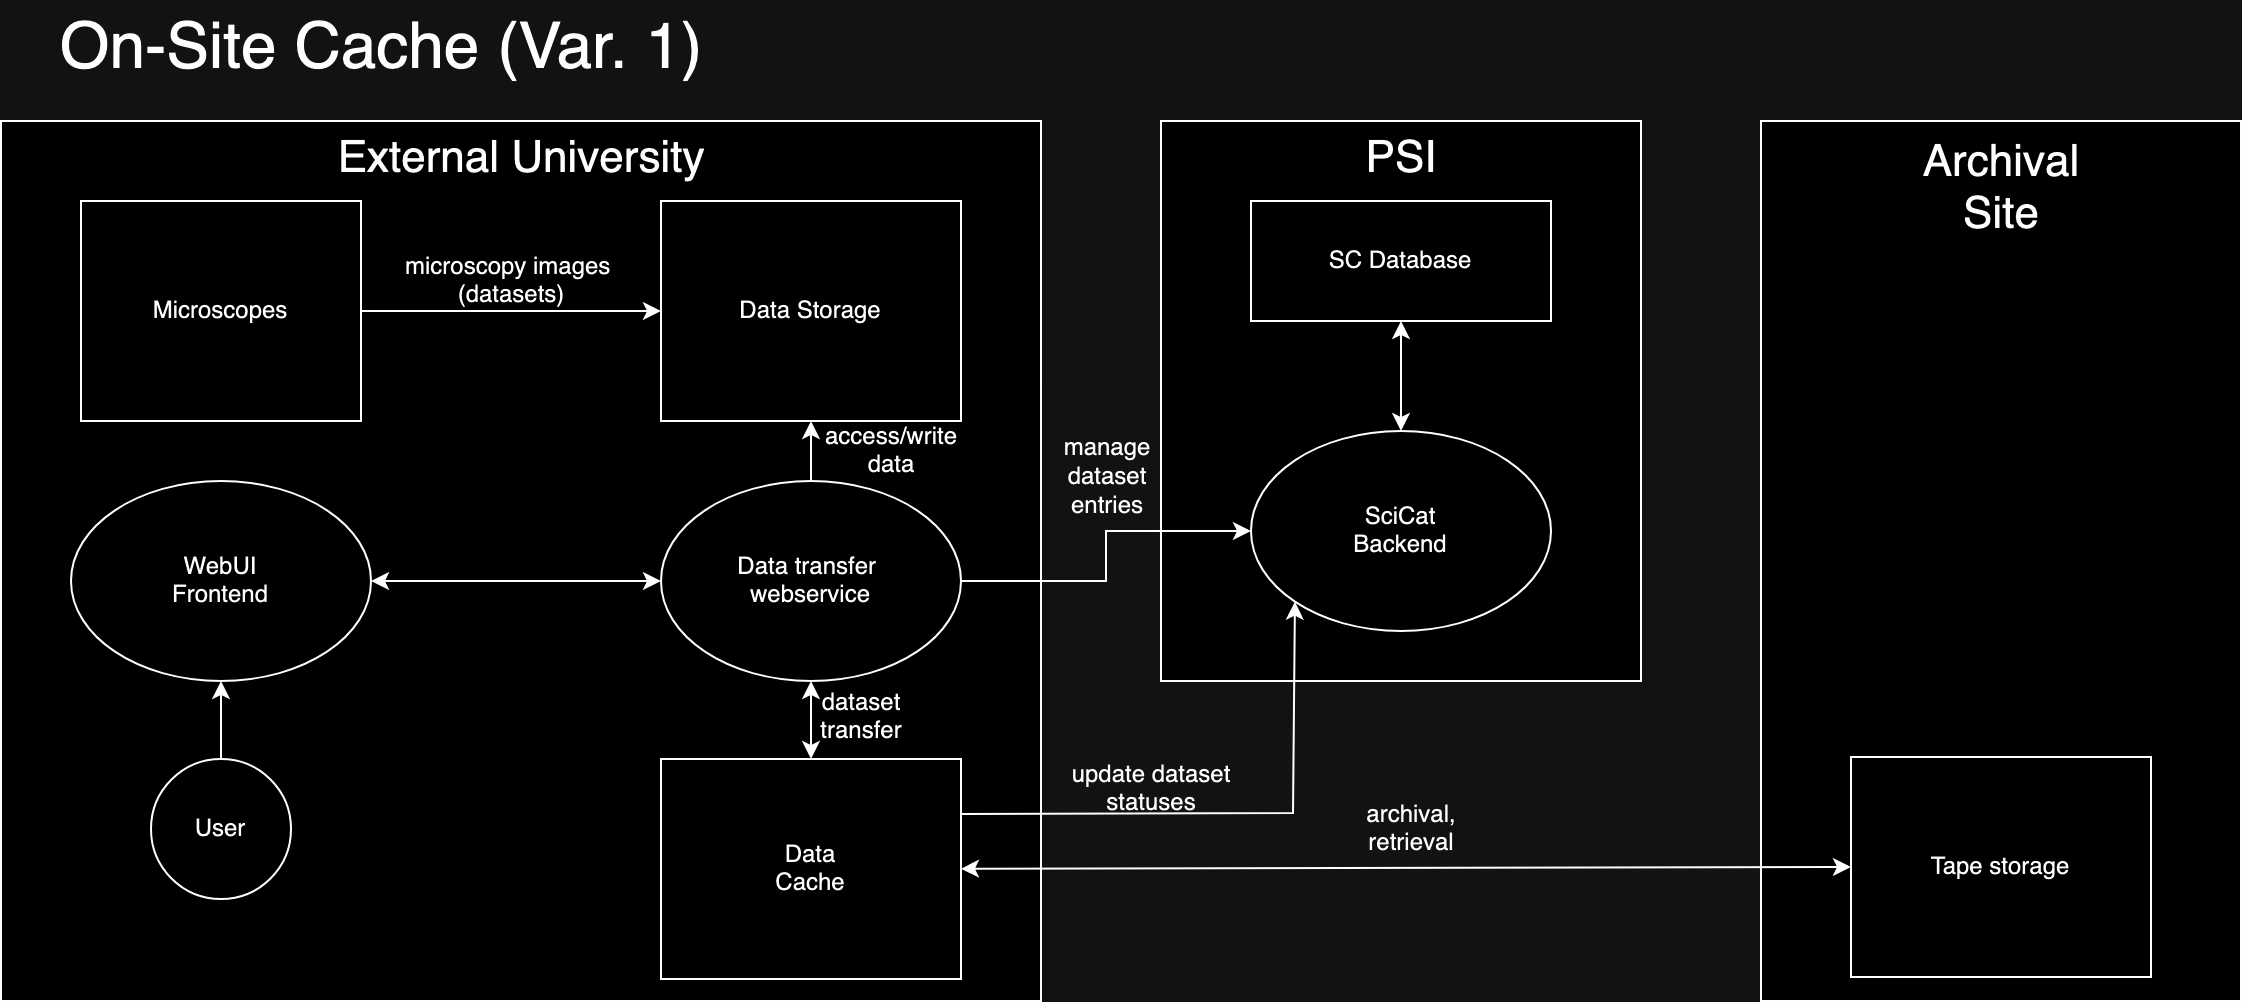 On-Site Cache (Var. 1)
External University
PSI
Archival
Site
Microscopes
microscopy images
(datasets)
Data Storage
SC Database
access/write
data
manage
dataset
entries
WebUI
Frontend
Data transfer
webservice
SciCat
Backend
dataset
transfer
User
Data
Cache
update dataset
statuses
archival,
retrieval
Tape storage